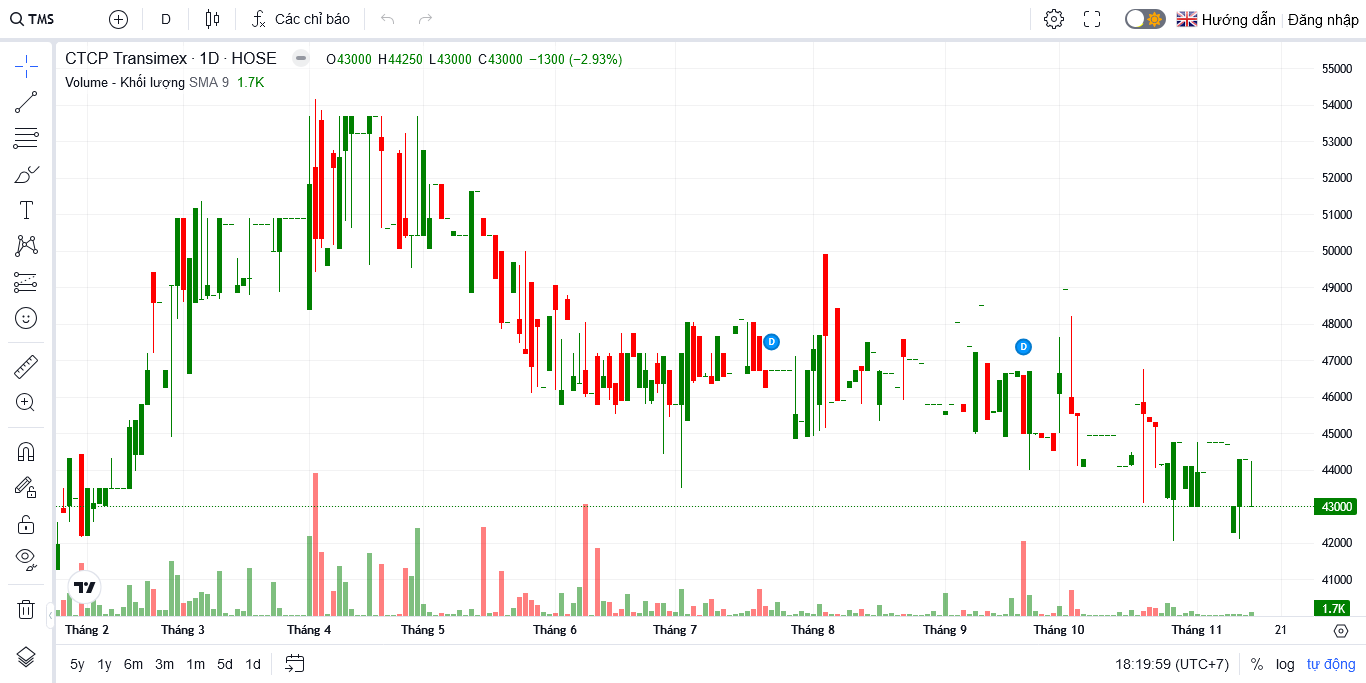 TMS D Các chỉ báo Hướng dẫn Đăng nhập
CTCP Transimex · 1D · HOSE O43000 H44250 L43000 C43000 −1300 (−2.93%)
Volume - Khối lượng SMA 9 1.7K
55000
54000
53000
52000
51000
50000
49000
48000
47000
46000
45000
44000
43000
42000
41000
D
D
1.7K
Tháng 2 Tháng 3 Tháng 4 Tháng 5 Tháng 6 Tháng 7 Tháng 8 Tháng 9 Tháng 10 Tháng 11 21
5y 1y 6m 3m 1m 5d 1d 18:19:59 (UTC+7) % log tự động